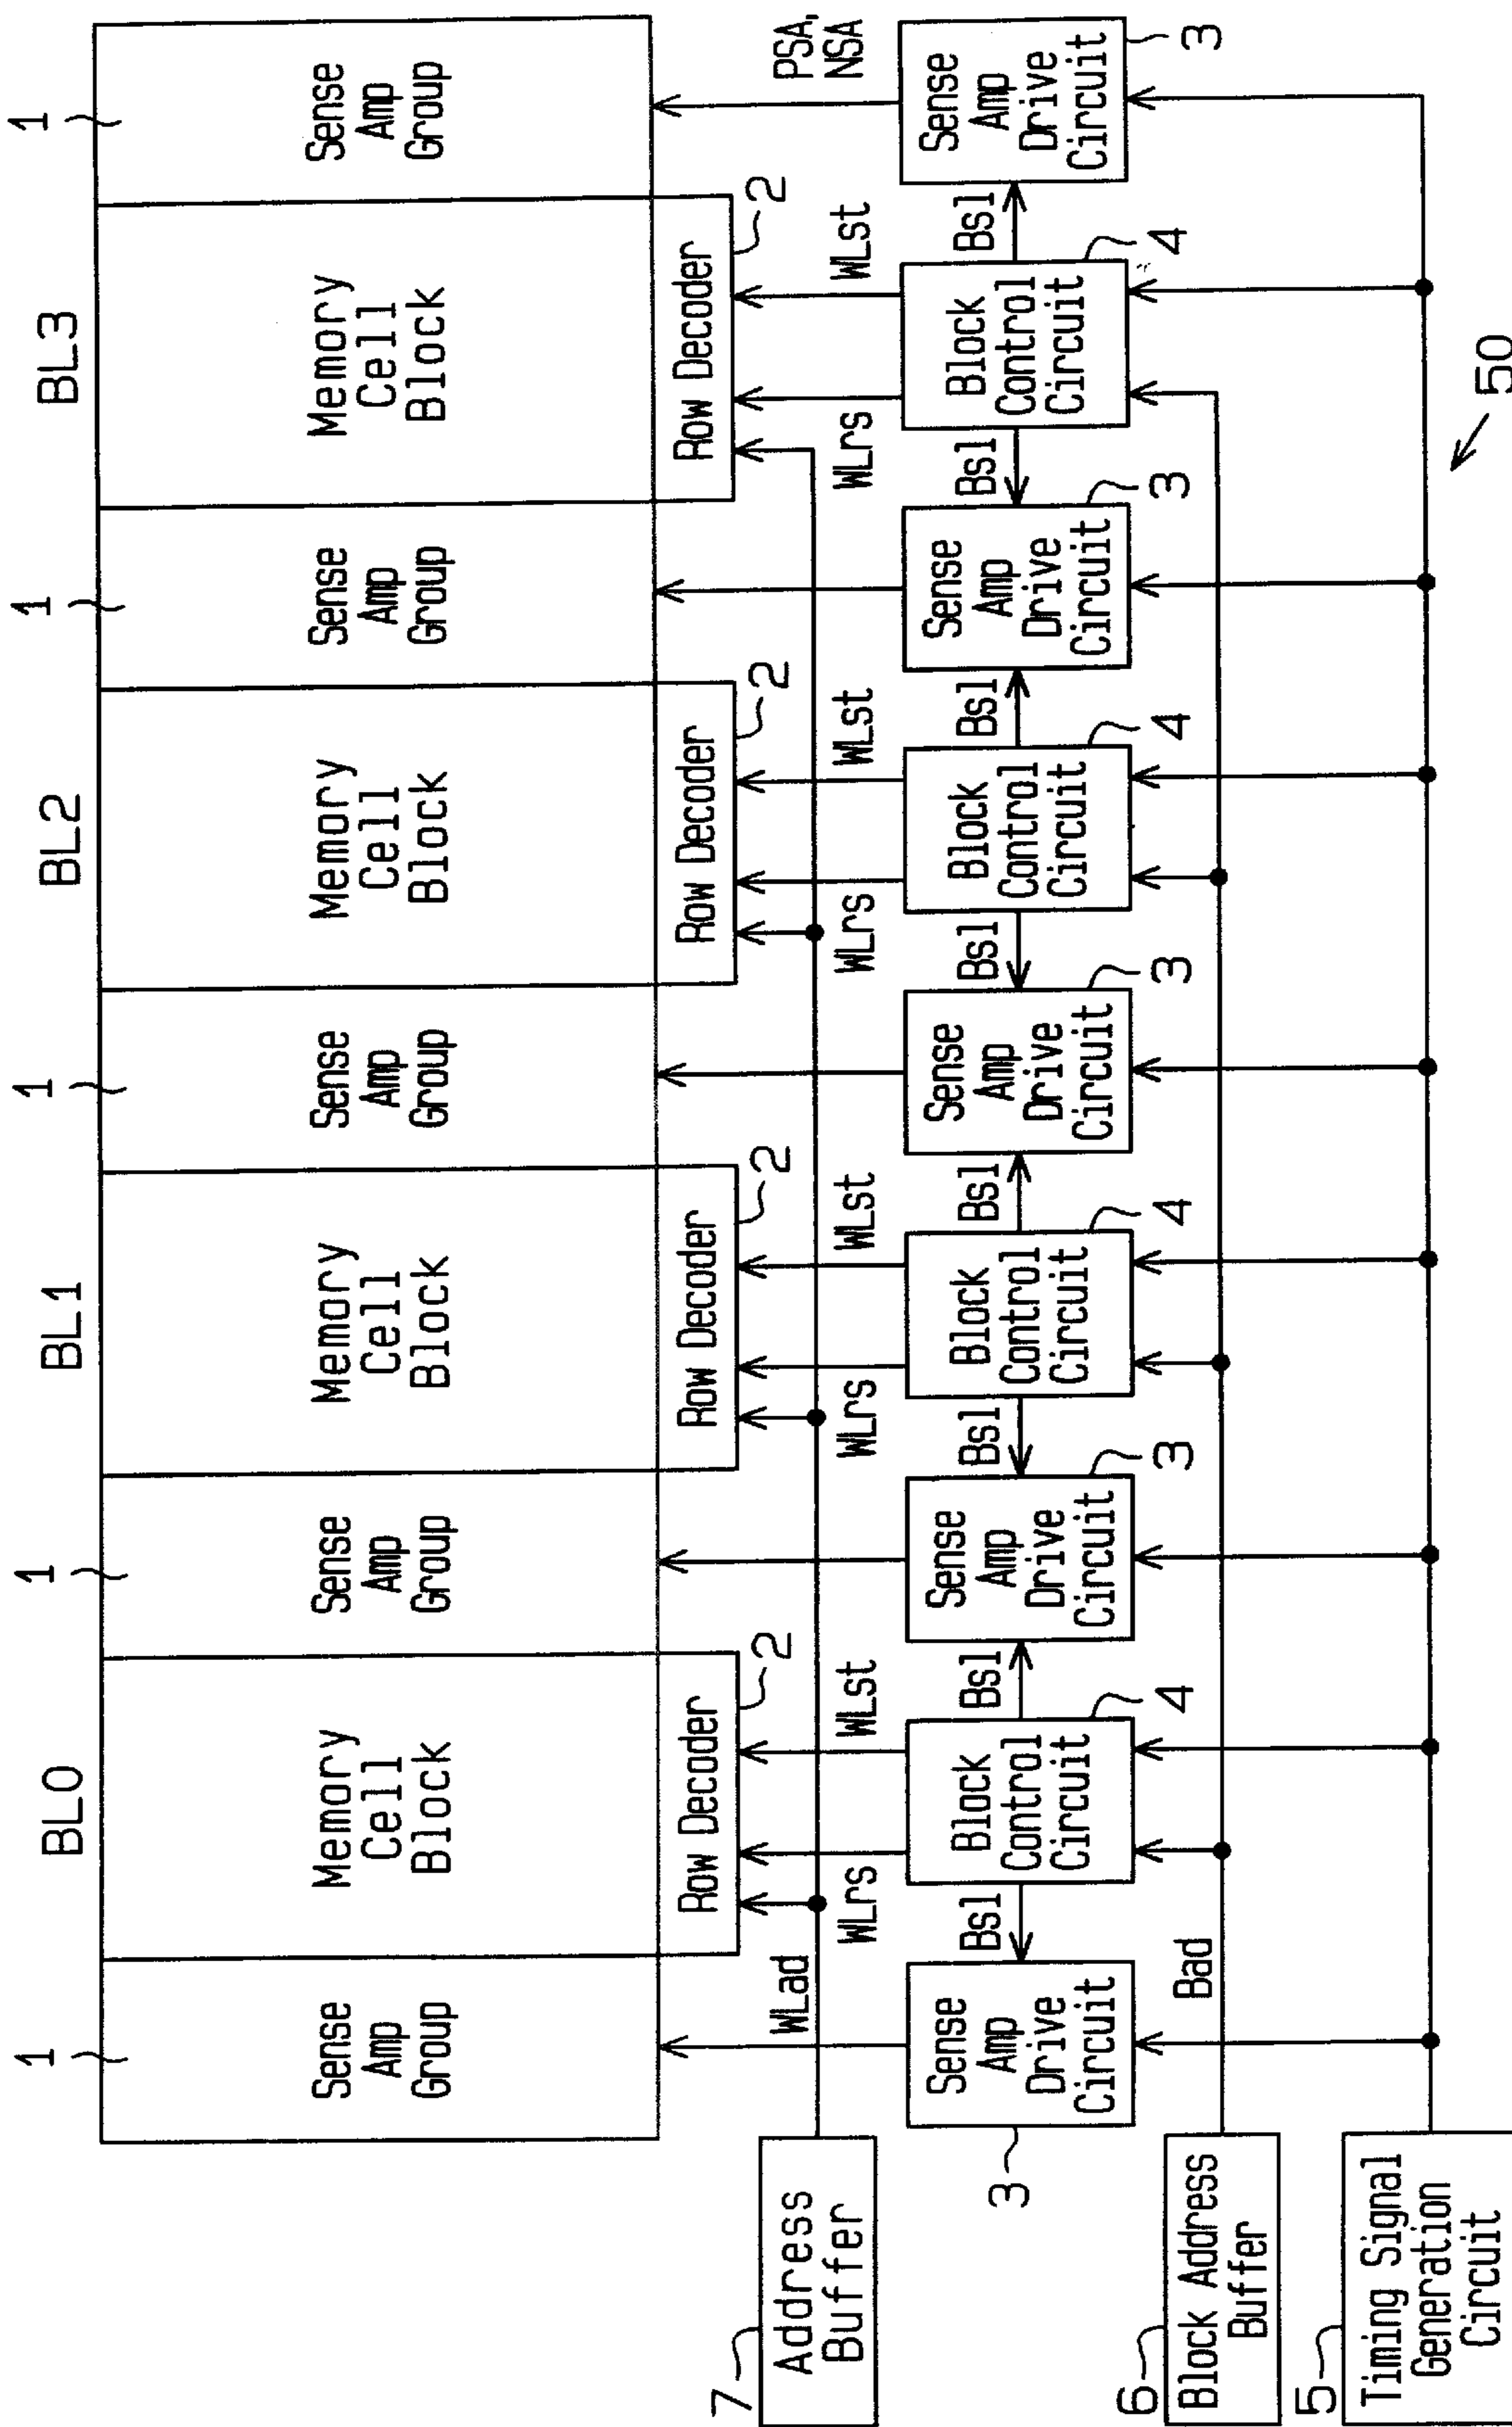 BL0
BL1
BL2
BL3
1
1
1
1
1
Sense
Amp
Group
Memory
Cell
Block
Sense
Amp
Group
Memory
Cell
Block
Sense
Amp
Group
Memory
Cell
Block
Sense
Amp
Group
Memory
Cell
Block
Sense
Amp
Group
Row Decoder
2
Row Decoder
2
Row Decoder
2
Row Decoder
2
7
Address
Buffer
WLad
WLrs
WLst
WLrs
WLst
WLrs
WLst
WLrs
WLst
PSA,
NSA
3
Sense
Amp
Drive
Circuit
Bsl
Block
Control
Circuit
4
Bsl
Sense
Amp
Drive
Circuit
3
Bsl
Block
Control
Circuit
4
Bsl
Sense
Amp
Drive
Circuit
3
Bsl
Block
Control
Circuit
4
Bsl
Sense
Amp
Drive
Circuit
3
Bsl
Block
Control
Circuit
4
Bsl
Sense
Amp
Drive
Circuit
3
6
Block Address
Buffer
Bad
5
Timing Signal
Generation
Circuit
50